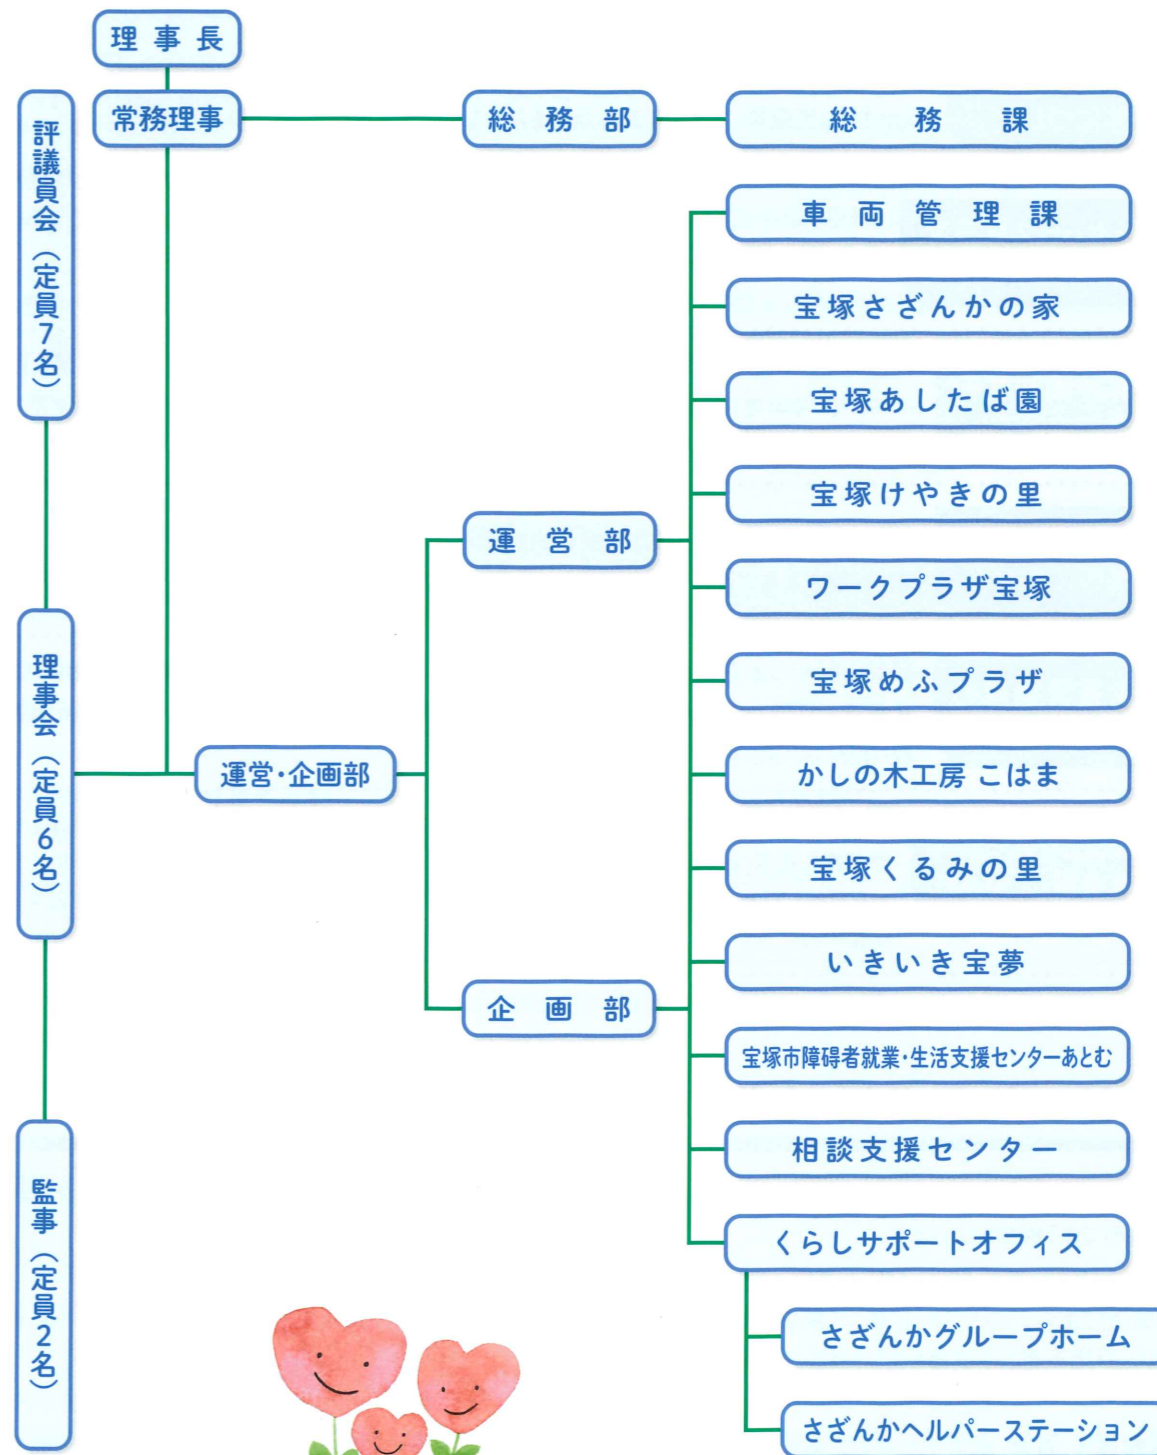 理事長
常務理事
総務部
総務課
評議員会（定員7名）
理事会（定員6名）
監事（定員2名）
運営・企画部
運営部
企画部
車両管理課
宝塚さざんかの家
宝塚あしたば園
宝塚けやきの里
ワークプラザ宝塚
宝塚めふプラザ
かしの木工房 こはま
宝塚くるみの里
いきいき宝夢
宝塚市障碍者就業・生活支援センターあとむ
相談支援センター
くらしサポートオフィス
さざんかグループホーム
さざんかヘルパーステーション